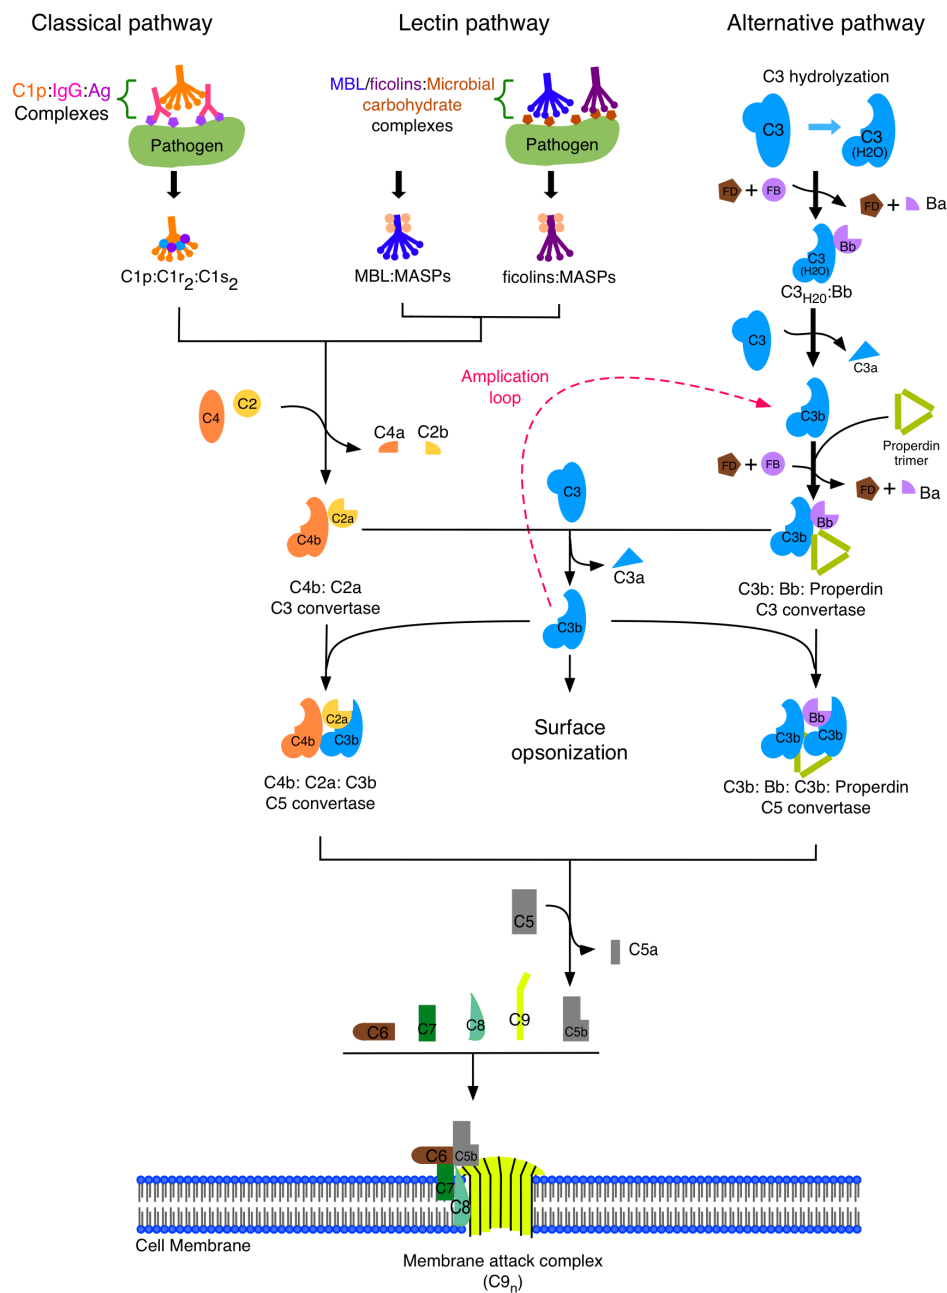 Classical pathway
Lectin pathway
Alternative pathway
C1p:IgG:Ag
Complexes
Pathogen
MBL/ficolins:Microbial
carbohydrate
complexes
Pathogen
C3 hydrolyzation
C3
C3
(H2O)
FD + FB
FD + Ba
C3
(H2O)
Bb
C3H20:Bb
C1p:C1r2:C1s2
MBL:MASPs
ficolins:MASPs
C3
C3a
Amplication
loop
C3b
Properdin
trimer
C4
C2
C4a
C2b
FD + FB
FD + Ba
C3
C4b
C2a
C3b
Bb
C3a
C4b: C2a
C3 convertase
C3b: Bb: Properdin
C3 convertase
C3b
C4b
C2a
C3b
Surface
opsonization
C3b
Bb
C3b
C4b: C2a: C3b
C5 convertase
C3b: Bb: C3b: Properdin
C5 convertase
C5
C5a
C6
C7
C8
C9
C5b
C6
C5b
C7
C8
Cell Membrane
Membrane attack complex
(C9n)